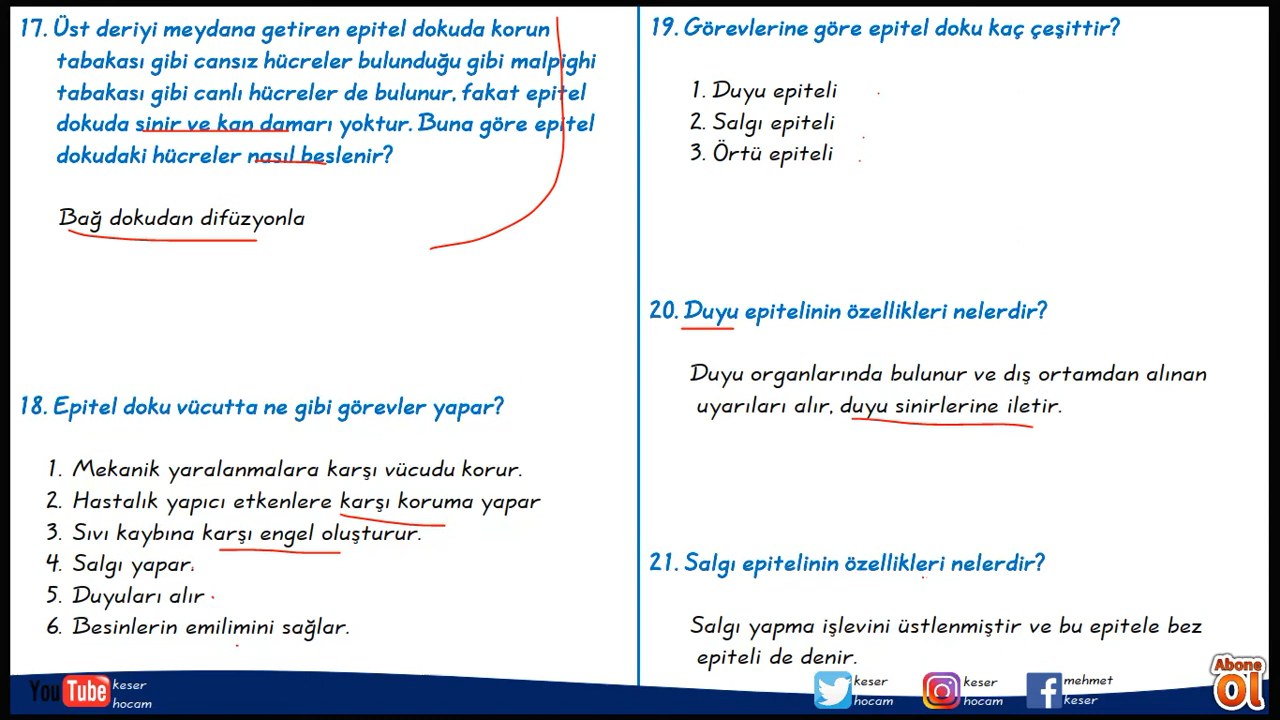 17. Üst deriyi meydana getiren epitel dokuda korun
tabakası gibi cansız hücreler bulunduğu gibi malpighi
tabakası gibi canlı hücreler de bulunur, fakat epitel
dokuda sinir ve kan damarı yoktur. Buna göre epitel
dokudaki hücreler nasıl beslenir?
Bağ dokudan difüzyonla
18. Epitel doku vücutta ne gibi görevler yapar?
1. Mekanik yaralanmalara karşı vücudu korur.
2. Hastalık yapıcı etkenlere karşı koruma yapar
3. Sıvı kaybına karşı engel oluşturur.
4. Salgı yapar.
5. Duyuları alır
6. Besinlerin emilimini sağlar.
19. Görevlerine göre epitel doku kaç çeşittir?
1. Duyu epiteli
2. Salgı epiteli
3. Örtü epiteli
20. Duyu epitelinin özellikleri nelerdir?
Duyu organlarında bulunur ve dış ortamdan alınan
uyarıları alır, duyu sinirlerine iletir.
21. Salgı epitelinin özellikleri nelerdir?
Salgı yapma işlevini üstlenmiştir ve bu epitele bez
epiteli de denir.
YouTube keser
hocam
keser
hocam
keser
hocam
mehmet
keser
Abone
OL